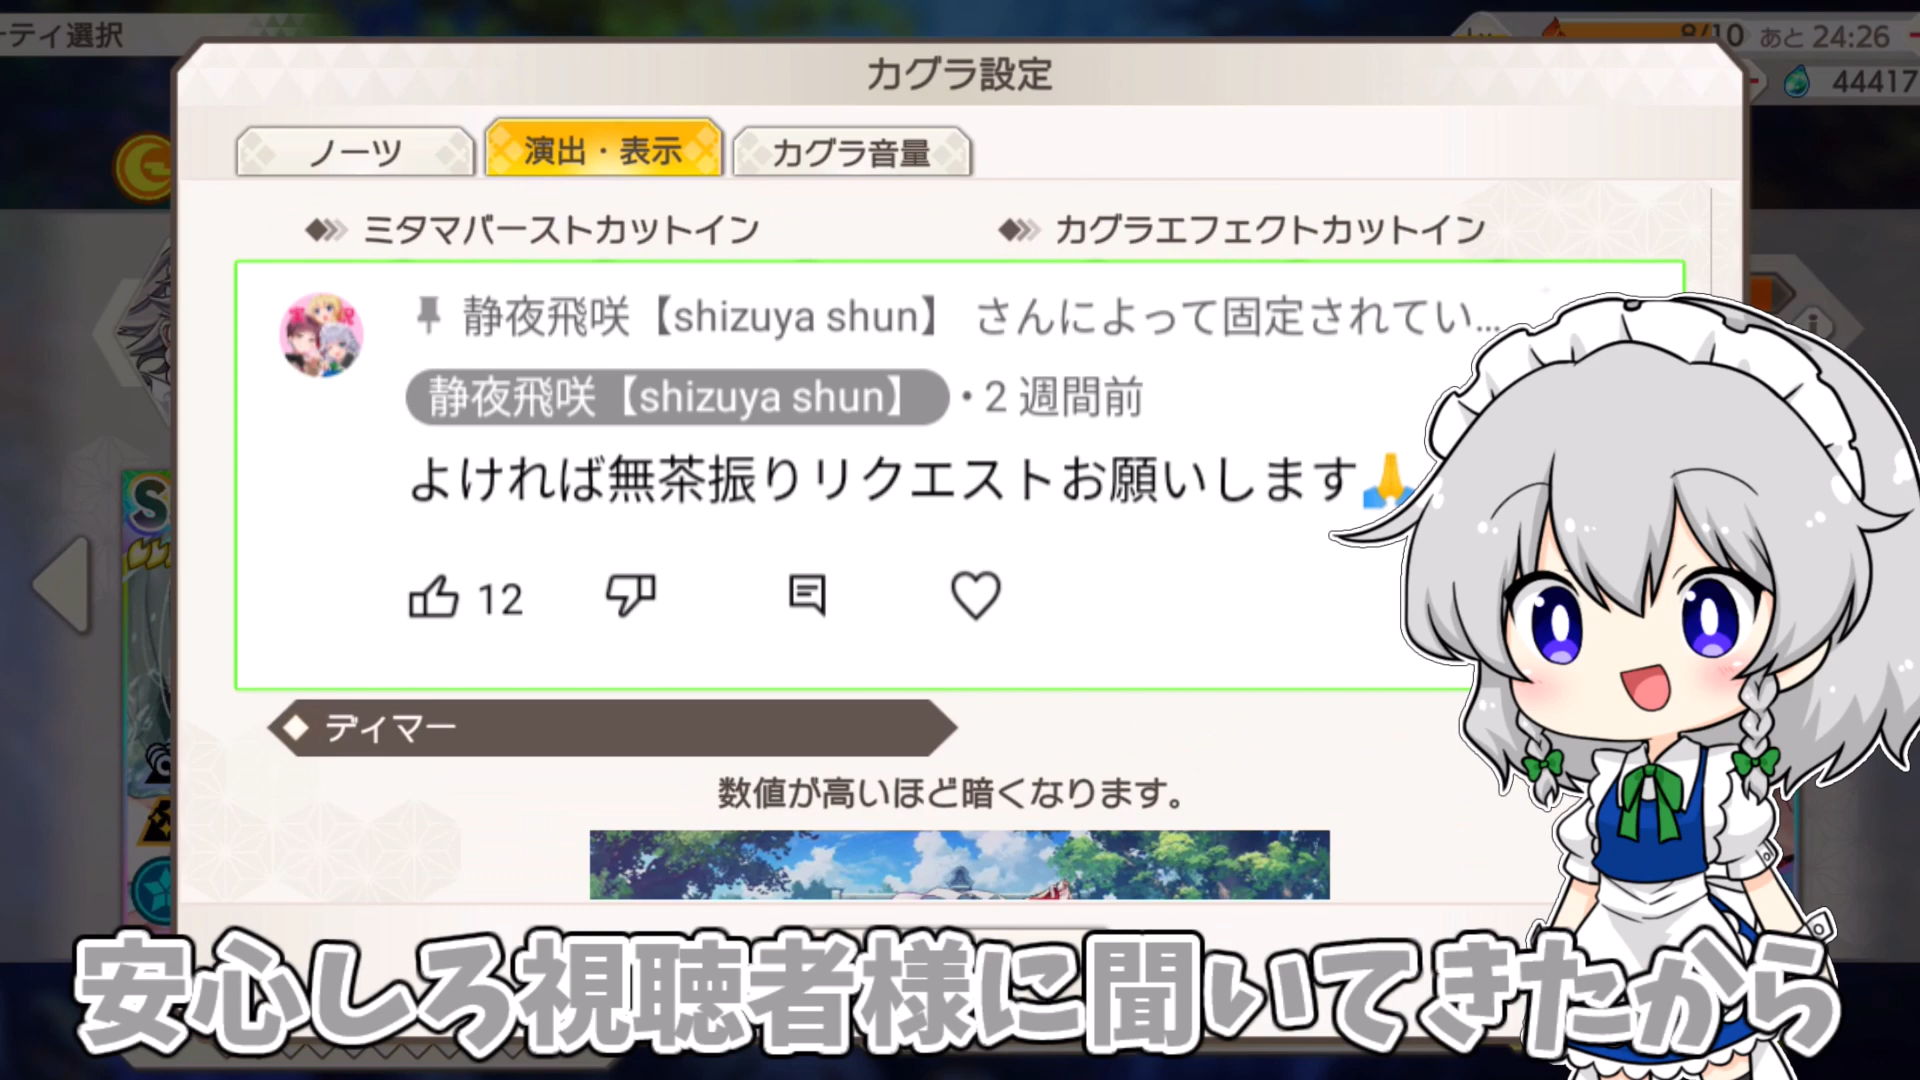 ーティ選択
8/10 あと 24:26
44417
カグラ設定
ノーツ
演出・表示
カグラ音量
ミタマバーストカットイン
カグラエフェクトカットイン
静夜飛咲【shizuya shun】 さんによって固定されてい...
静夜飛咲【shizuya shun】 ・2 週間前
よければ無茶振りリクエストお願いします🙏
12
S
ディマー
数値が高いほど暗くなります。
安心しろ視聴者様に聞いてきたから